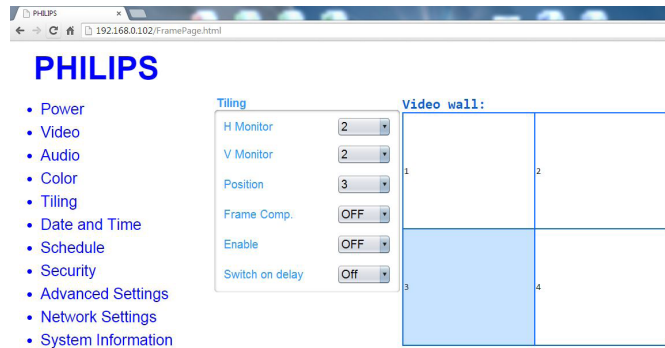 PHILIPS ×
192.168.0.102/FramePage.html
PHILIPS
• Power
• Video
• Audio
• Color
• Tiling
• Date and Time
• Schedule
• Security
• Advanced Settings
• Network Settings
• System Information
Tiling
H Monitor 2
V Monitor 2
Position 3
Frame Comp. OFF
Enable OFF
Switch on delay Off
Video wall:
1 2
3 4